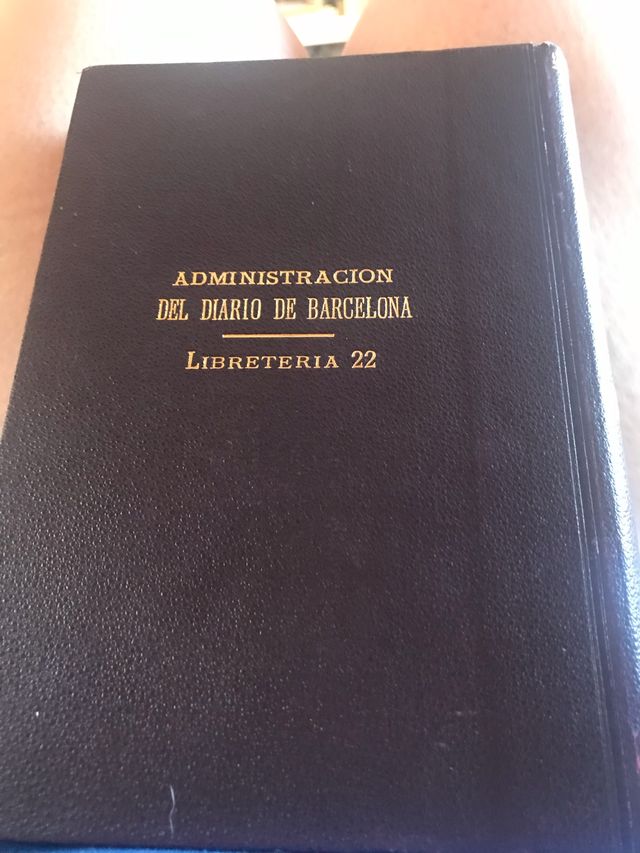 ADMINISTRACION
DEL DIARIO DE BARCELONA
LIBRETERIA 22